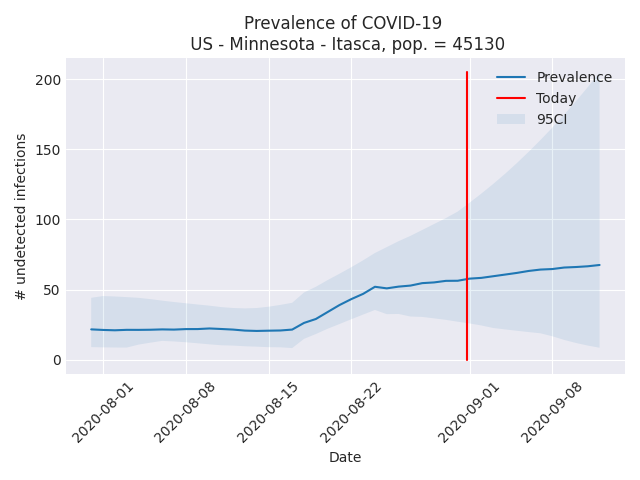 Prevalence of COVID-19
US - Minnesota - Itasca, pop. = 45130
Prevalence
Today
95CI
# undetected infections
200
150
100
50
0
2020-08-01
2020-08-08
2020-08-15
2020-08-22
2020-09-01
2020-09-08
Date